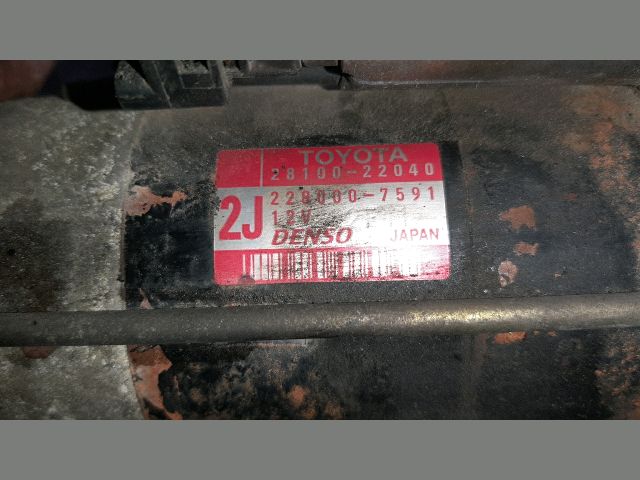 TOYOTA
28100-22040
2J
228000-7591
12V
DENSO JAPAN